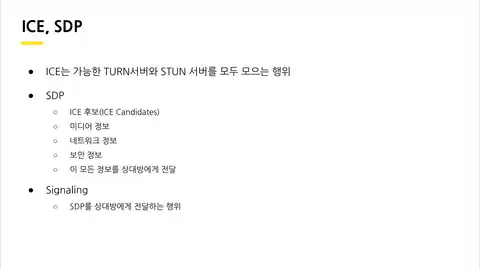 ICE, SDP
● ICE는 가능한 TURN서버와 STUN 서버를 모두 모으는 행위
● SDP
○ ICE 후보(ICE Candidates)
○ 미디어 정보
○ 네트워크 정보
○ 보안 정보
○ 이 모든 정보를 상대방에게 전달
● Signaling
○ SDP를 상대방에게 전달하는 행위